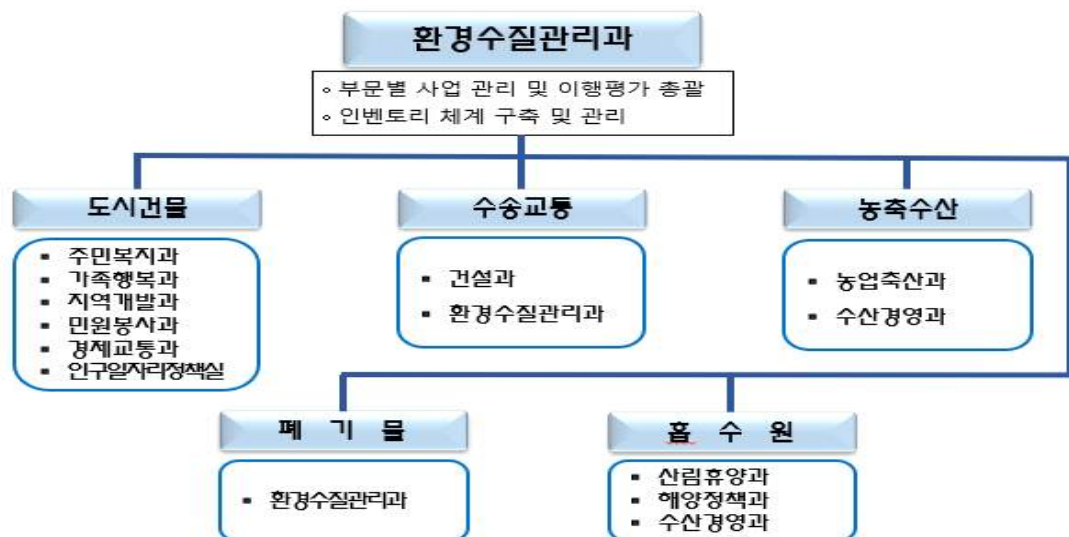 환경수질관리과
◦ 부문별 사업 관리 및 이행평가 총괄
◦ 인벤토리 체계 구축 및 관리
도시건물
▪ 주민복지과
▪ 가족행복과
▪ 지역개발과
▪ 민원봉사과
▪ 경제교통과
▪ 인구일자리정책실
수송교통
▪ 건설과
▪ 환경수질관리과
농축수산
▪ 농업축산과
▪ 수산경영과
폐 기 물
▪ 환경수질관리과
흡 수 원
▪ 산림휴양과
▪ 해양정책과
▪ 수산경영과